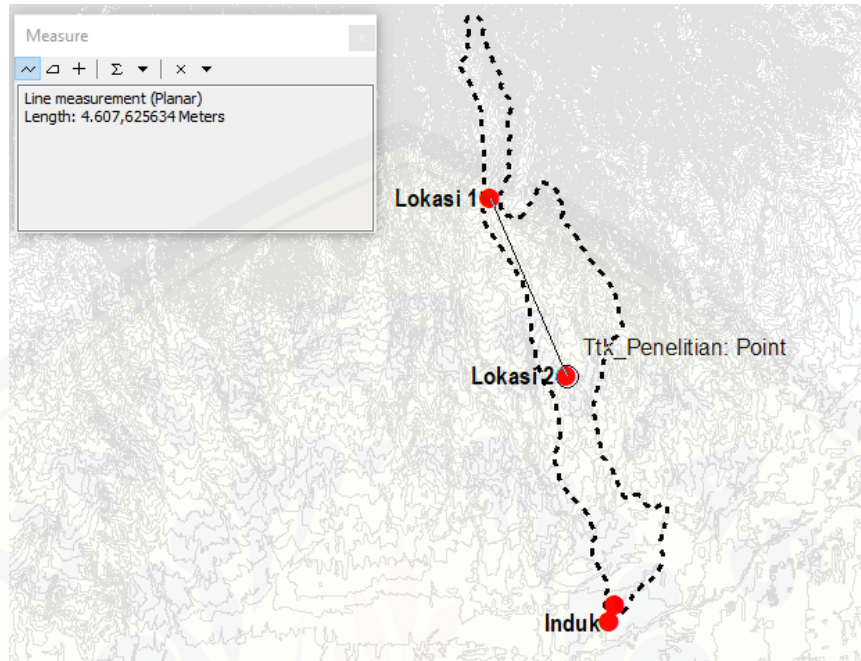 Measure
Line measurement (Planar)
Length: 4.607,625634 Meters
Lokasi 1
Ttk_Penelitian: Point
Lokasi 2
Induk